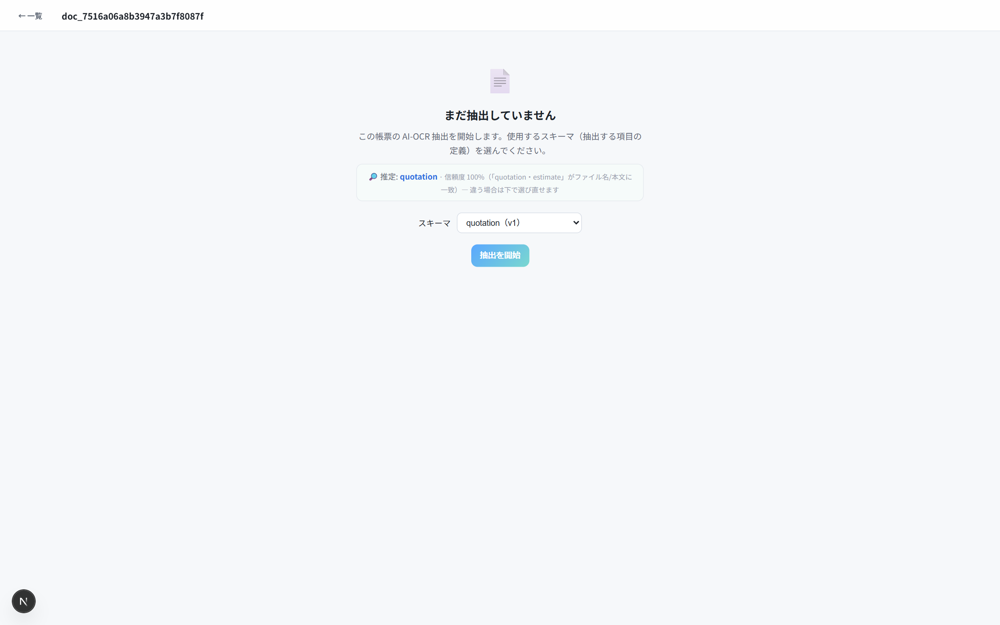 ← 一覧
doc_7516a06a8b3947a3b7f8087f
まだ抽出していません
この帳票の AI-OCR 抽出を開始します。使用するスキーマ（抽出する項目の
定義）を選んでください。
推定: quotation · 信頼度 100%（「quotation・estimate」がファイル名/本文に
一致）— 違う場合は下で選び直せます
スキーマ
quotation（v1）
抽出を開始
N